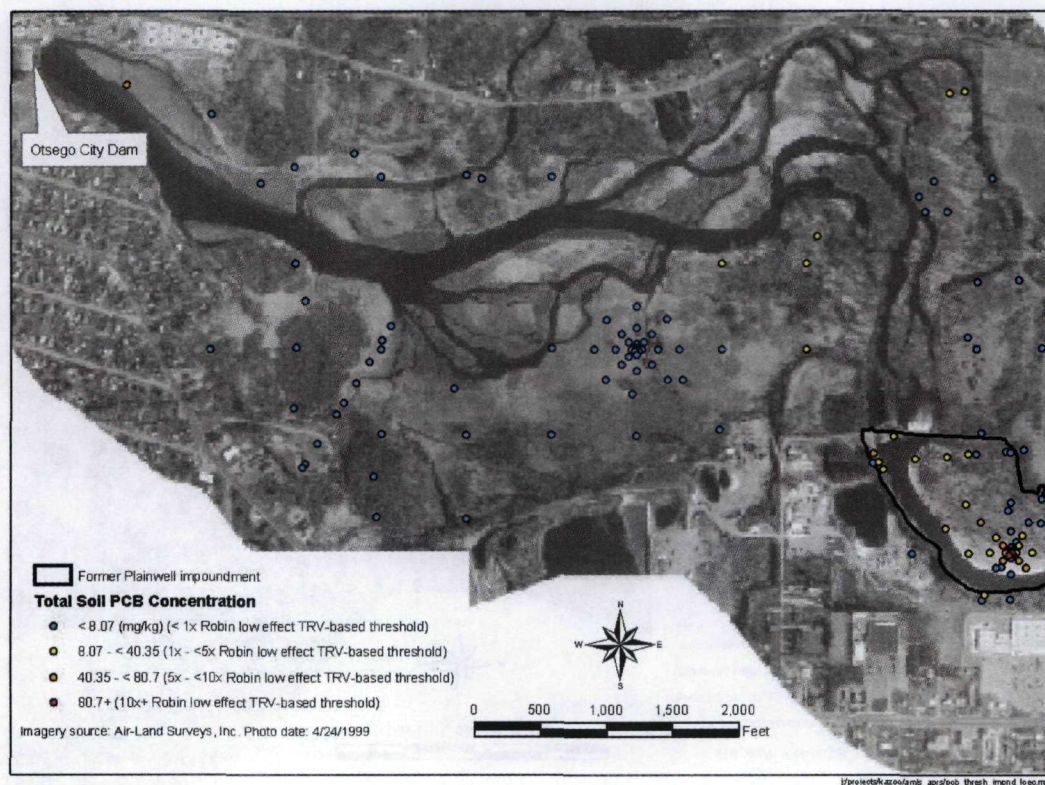 Otsego City Dam
Former Plainwell impoundment
Total Soil PCB Concentration
< 8.07 (mg/kg) (< 1x Robin low effect TRV-based threshold)
8.07 - < 40.35 (1x - <5x Robin low effect TRV-based threshold)
40.35 - < 80.7 (5x - <10x Robin low effect TRV-based threshold)
80.7+ (10x+ Robin low effect TRV-based threshold)
Imagery source: Air-Land Surveys, Inc. Photo date: 4/24/1999
N
W E
S
0 500 1,000 1,500 2,000
Feet